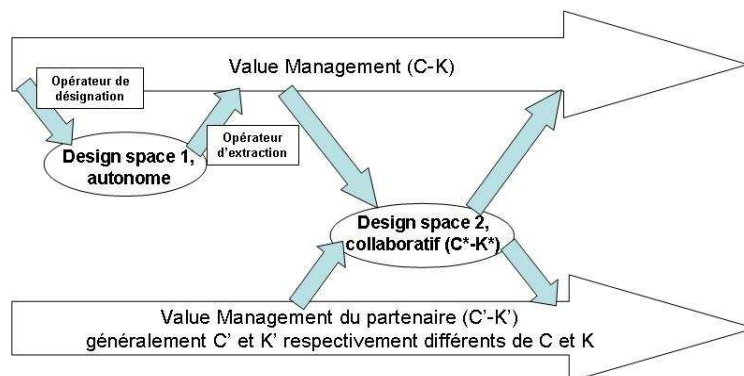 Value Management (C-K)
Opérateur de
désignation
Opérateur
d'extraction
Design space 1,
autonome
Design space 2,
collaboratif (C*-K*)
Value Management du partenaire (C'-K')
généralement C' et K' respectivement différents de C et K